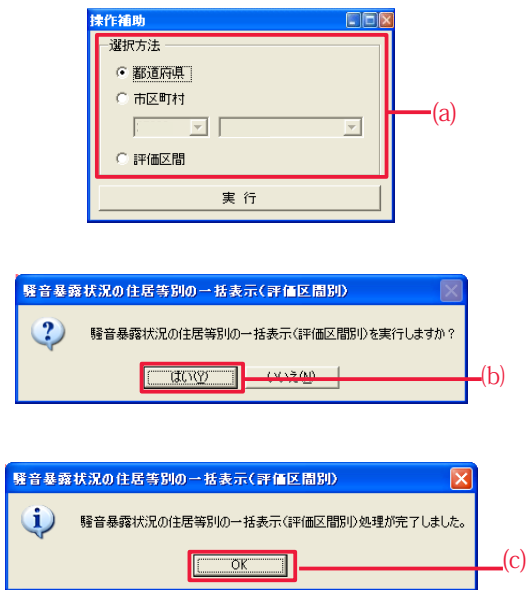 操作補助
選択方法
都道府県
市区町村
評価区間
(a)
実 行
騒音暴露状況の住居等別の一括表示(評価区間別)
騒音暴露状況の住居等別の一括表示(評価区間別)を実行しますか?
はい(Y)
いいえ(N)
(b)
騒音暴露状況の住居等別の一括表示(評価区間別)
騒音暴露状況の住居等別の一括表示(評価区間別)処理が完了しました。
OK
(c)